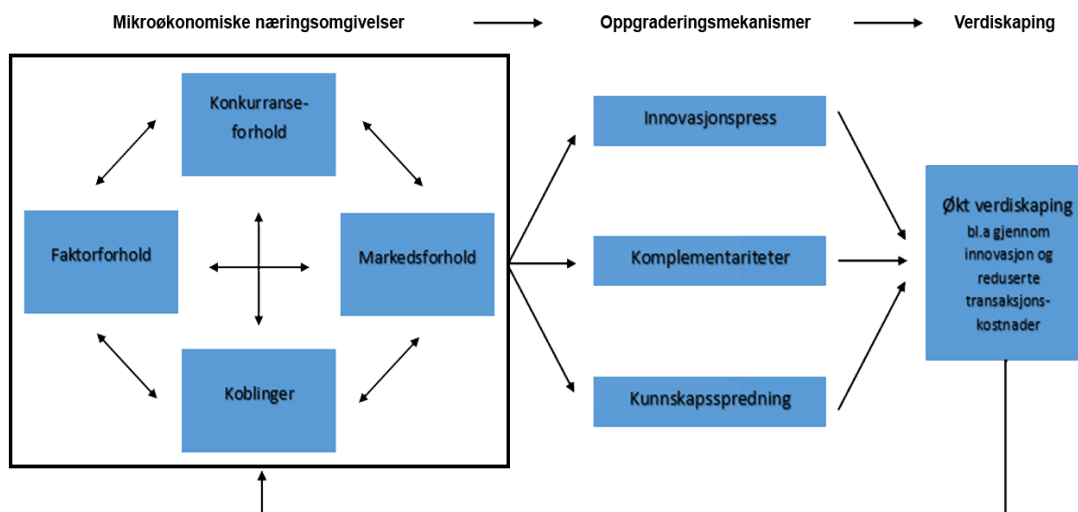 Mikroøkonomiske næringsomgivelser
Oppgraderingsmekanismer
Verdiskaping
Konkurranse-
forhold
Faktorforhold
Markedsforhold
Koblinger
Innovasjonspress
Komplementariteter
Kunnskapsspredning
Økt verdiskaping
bl.a gjennom
innovasjon og
reduserte
transaksjons-
kostnader